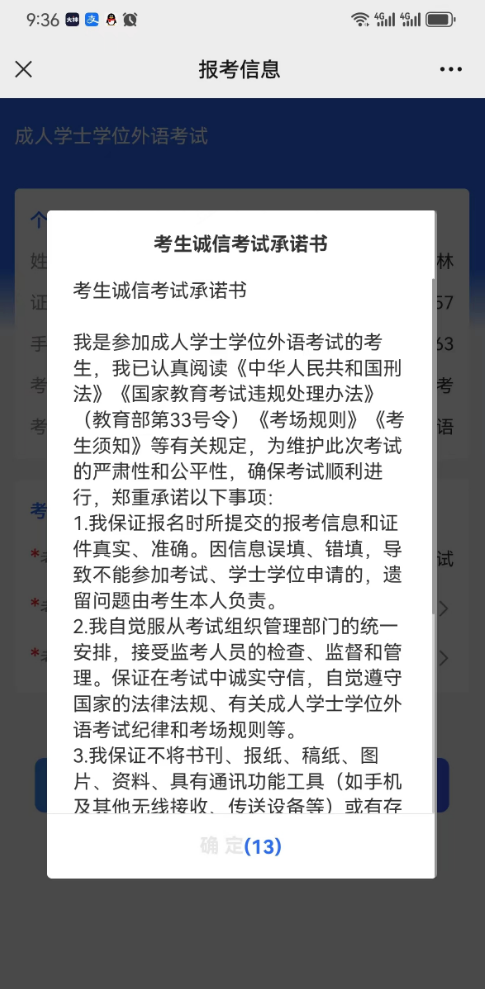 9:36
4G 4G
报考信息
成人学士学位外语考试
考生诚信考试承诺书
个
姓
林
证
57
手
63
考
考
考
语
考生诚信考试承诺书
我是参加成人学士学位外语考试的考
生，我已认真阅读《中华人民共和国刑
法》《国家教育考试违规处理办法》
（教育部第33号令）《考场规则》《考
生须知》等有关规定，为维护此次考试
的严肃性和公平性，确保考试顺利进
行，郑重承诺以下事项：
1.我保证报名时所提交的报考信息和证
件真实、准确。因信息误填、错填，导
致不能参加考试、学士学位申请的，遗
留问题由考生本人负责。
2.我自觉服从考试组织管理部门的统一
安排，接受监考人员的检查、监督和管
理。保证在考试中诚实守信，自觉遵守
国家的法律法规、有关成人学士学位外
语考试纪律和考场规则等。
3.我保证不将书刊、报纸、稿纸、图
片、资料、具有通讯功能工具（如手机
及其他无线接收、传送设备等）或有存
考
*
试
*
*
确 定(13)